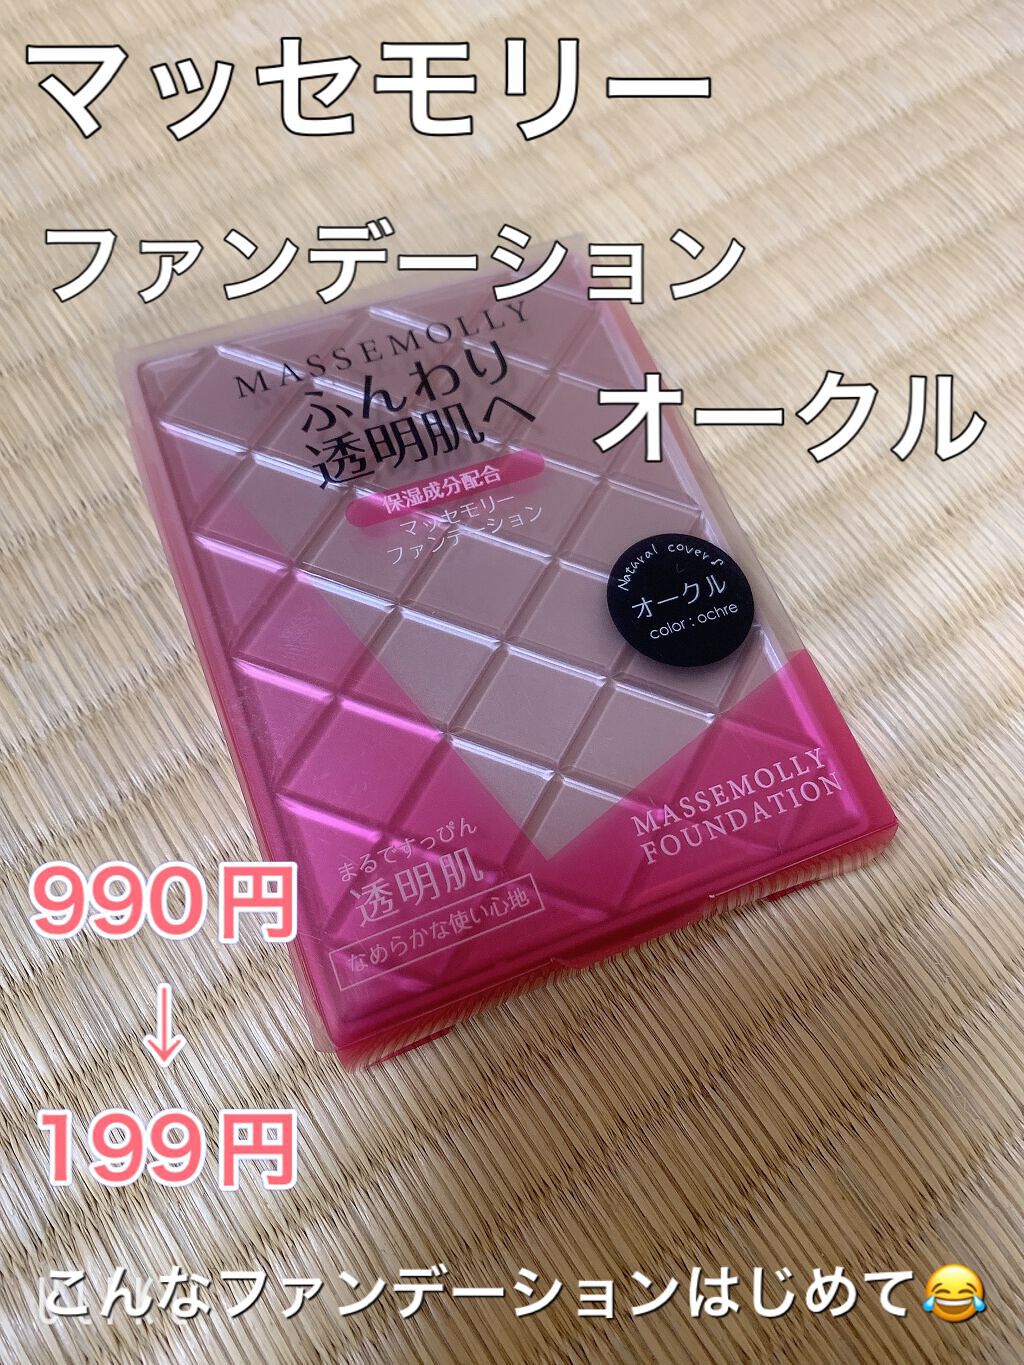 マッセモリー
ファンデーション
オークル
MASSEMOLLY
ふんわり
透明肌へ
保湿成分配合
マッセモリー
ファンデーション
Natural cover♪
オークル
color : ochre
MASSEMOLLY
FOUNDATION
まるですっぴん
透明肌
なめらかな使い心地
990円
↓
199円
こんなファンデーションはじめて😂